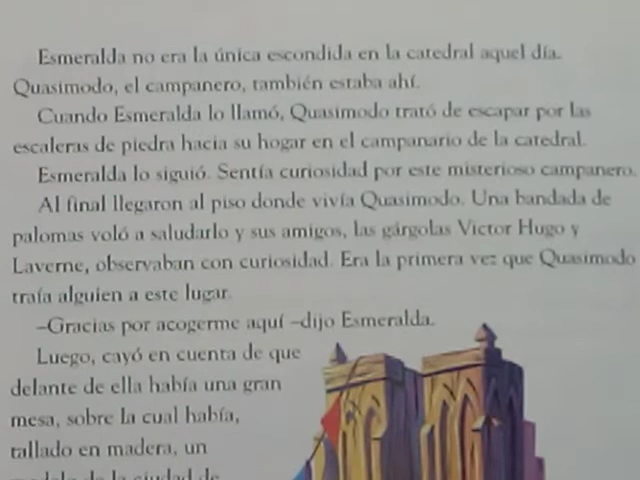 Esmeralda no era la única escondida en la catedral aquel día.
Quasimodo, el campanero, también estaba ahí.
Cuando Esmeralda lo llamó, Quasimodo trató de escapar por las
escaleras de piedra hacia su hogar en el campanario de la catedral.
Esmeralda lo siguió. Sentía curiosidad por este misterioso campanero.
Al final llegaron al piso donde vivía Quasimodo. Una bandada de
palomas voló a saludarlo y sus amigos, las gárgolas Victor Hugo y
Laverne, observaban con curiosidad. Era la primera vez que Quasimodo
traía alguien a este lugar.
–Gracias por acogerme aquí –dijo Esmeralda.
Luego, cayó en cuenta de que
delante de ella había una gran
mesa, sobre la cual había,
tallado en madera, un
modelo de la ciudad de